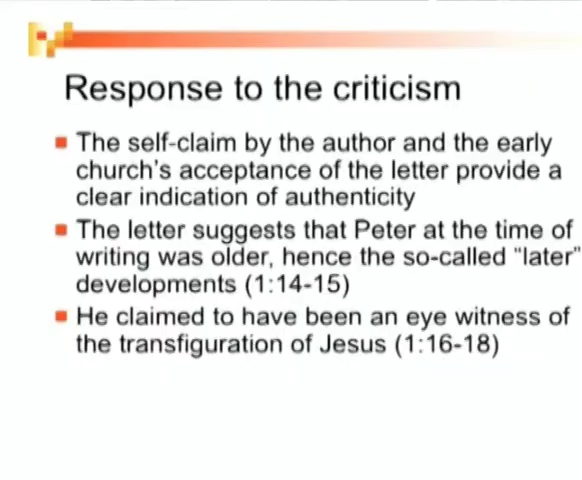 Response to the criticism
The self-claim by the author and the early
church's acceptance of the letter provide a
clear indication of authenticity
The letter suggests that Peter at the time of
writing was older, hence the so-called "later"
developments (1:14-15)
He claimed to have been an eye witness of
the transfiguration of Jesus (1:16-18)